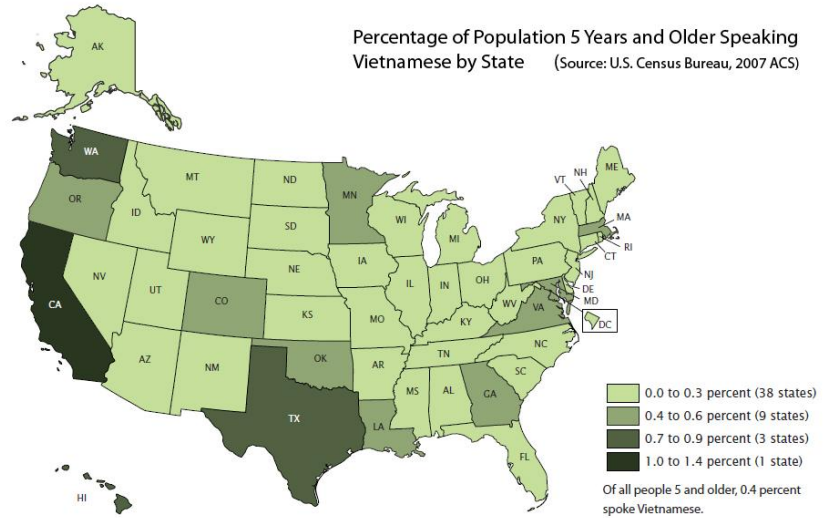 Percentage of Population 5 Years and Older Speaking
Vietnamese by State (Source: U.S. Census Bureau, 2007 ACS)
AK
WA
MT
ND
MN
OR
ID
SD
WI
MI
WY
NE
IA
NV
UT
CO
KS
IL
IN
OH
PA
NY
VT
NH
ME
MA
RI
CT
NJ
DE
MD
DC
CA
MO
KY
WV
VA
AZ
NM
OK
AR
TN
NC
SC
TX
LA
MS
AL
GA
FL
HI
0.0 to 0.3 percent (38 states)
0.4 to 0.6 percent (9 states)
0.7 to 0.9 percent (3 states)
1.0 to 1.4 percent (1 state)
Of all people 5 and older, 0.4 percent
spoke Vietnamese.